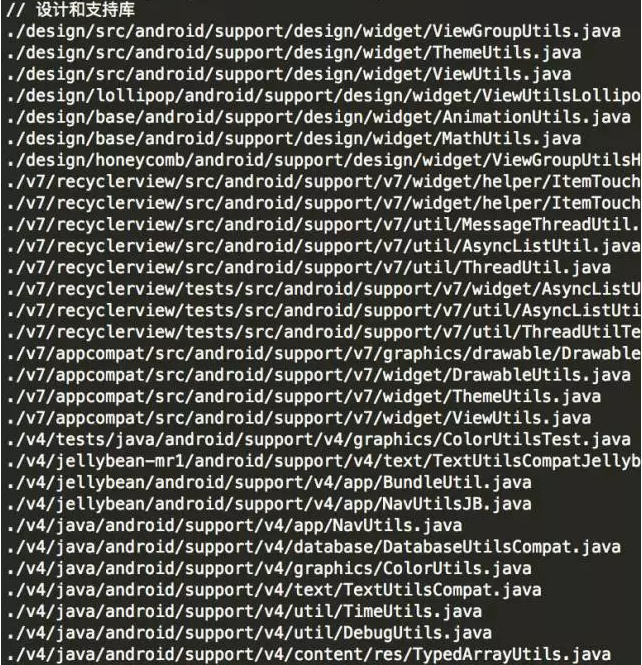 // 设计和支持库
./design/src/android/support/design/widget/ViewGroupUtils.java
./design/src/android/support/design/widget/ThemeUtils.java
./design/src/android/support/design/widget/ViewUtils.java
./design/lollipop/android/support/design/widget/ViewUtilsLollipo
./design/base/android/support/design/widget/AnimationUtils.java
./design/base/android/support/design/widget/MathUtils.java
./design/honeycomb/android/support/design/widget/ViewGroupUtilsH
./v7/recyclerview/src/android/support/v7/widget/helper/ItemTouch
./v7/recyclerview/src/android/support/v7/widget/helper/ItemTouch
./v7/recyclerview/src/android/support/v7/util/MessageThreadUtil.
./v7/recyclerview/src/android/support/v7/util/AsyncListUtil.java
./v7/recyclerview/src/android/support/v7/util/ThreadUtil.java
./v7/recyclerview/tests/src/android/support/v7/widget/AsyncListU
./v7/recyclerview/tests/src/android/support/v7/util/AsyncListUti
./v7/recyclerview/tests/src/android/support/v7/util/ThreadUtilTe
./v7/appcompat/src/android/support/v7/graphics/drawable/Drawable
./v7/appcompat/src/android/support/v7/widget/DrawableUtils.java
./v7/appcompat/src/android/support/v7/widget/ThemeUtils.java
./v7/appcompat/src/android/support/v7/widget/ViewUtils.java
./v4/tests/java/android/support/v4/graphics/ColorUtilsTest.java
./v4/jellybean-mr1/android/support/v4/text/TextUtilsCompatJellyb
./v4/jellybean/android/support/v4/app/BundleUtil.java
./v4/jellybean/android/support/v4/app/NavUtilsJB.java
./v4/java/android/support/v4/app/NavUtils.java
./v4/java/android/support/v4/database/DatabaseUtilsCompat.java
./v4/java/android/support/v4/graphics/ColorUtils.java
./v4/java/android/support/v4/text/TextUtilsCompat.java
./v4/java/android/support/v4/util/TimeUtils.java
./v4/java/android/support/v4/util/DebugUtils.java
./v4/java/android/support/v4/content/res/TypedArrayUtils.java